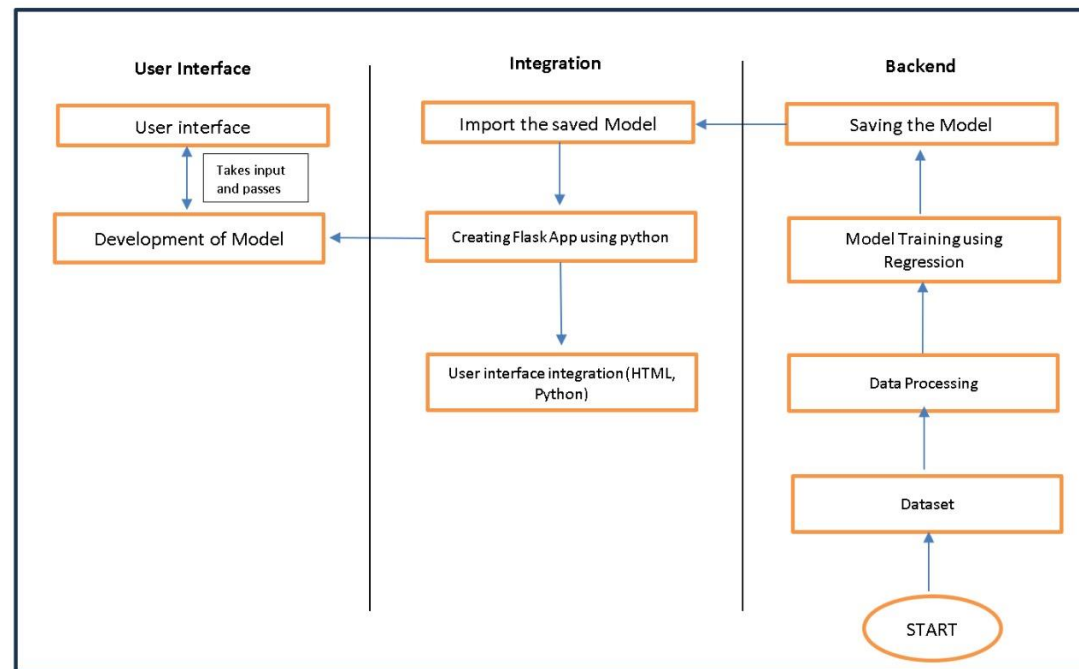 User Interface
Integration
Backend
User interface
Import the saved Model
Saving the Model
Takes input
and passes
Development of Model
Creating Flask App using python
Model Training using
Regression
User interface integration (HTML,
Python)
Data Processing
Dataset
START